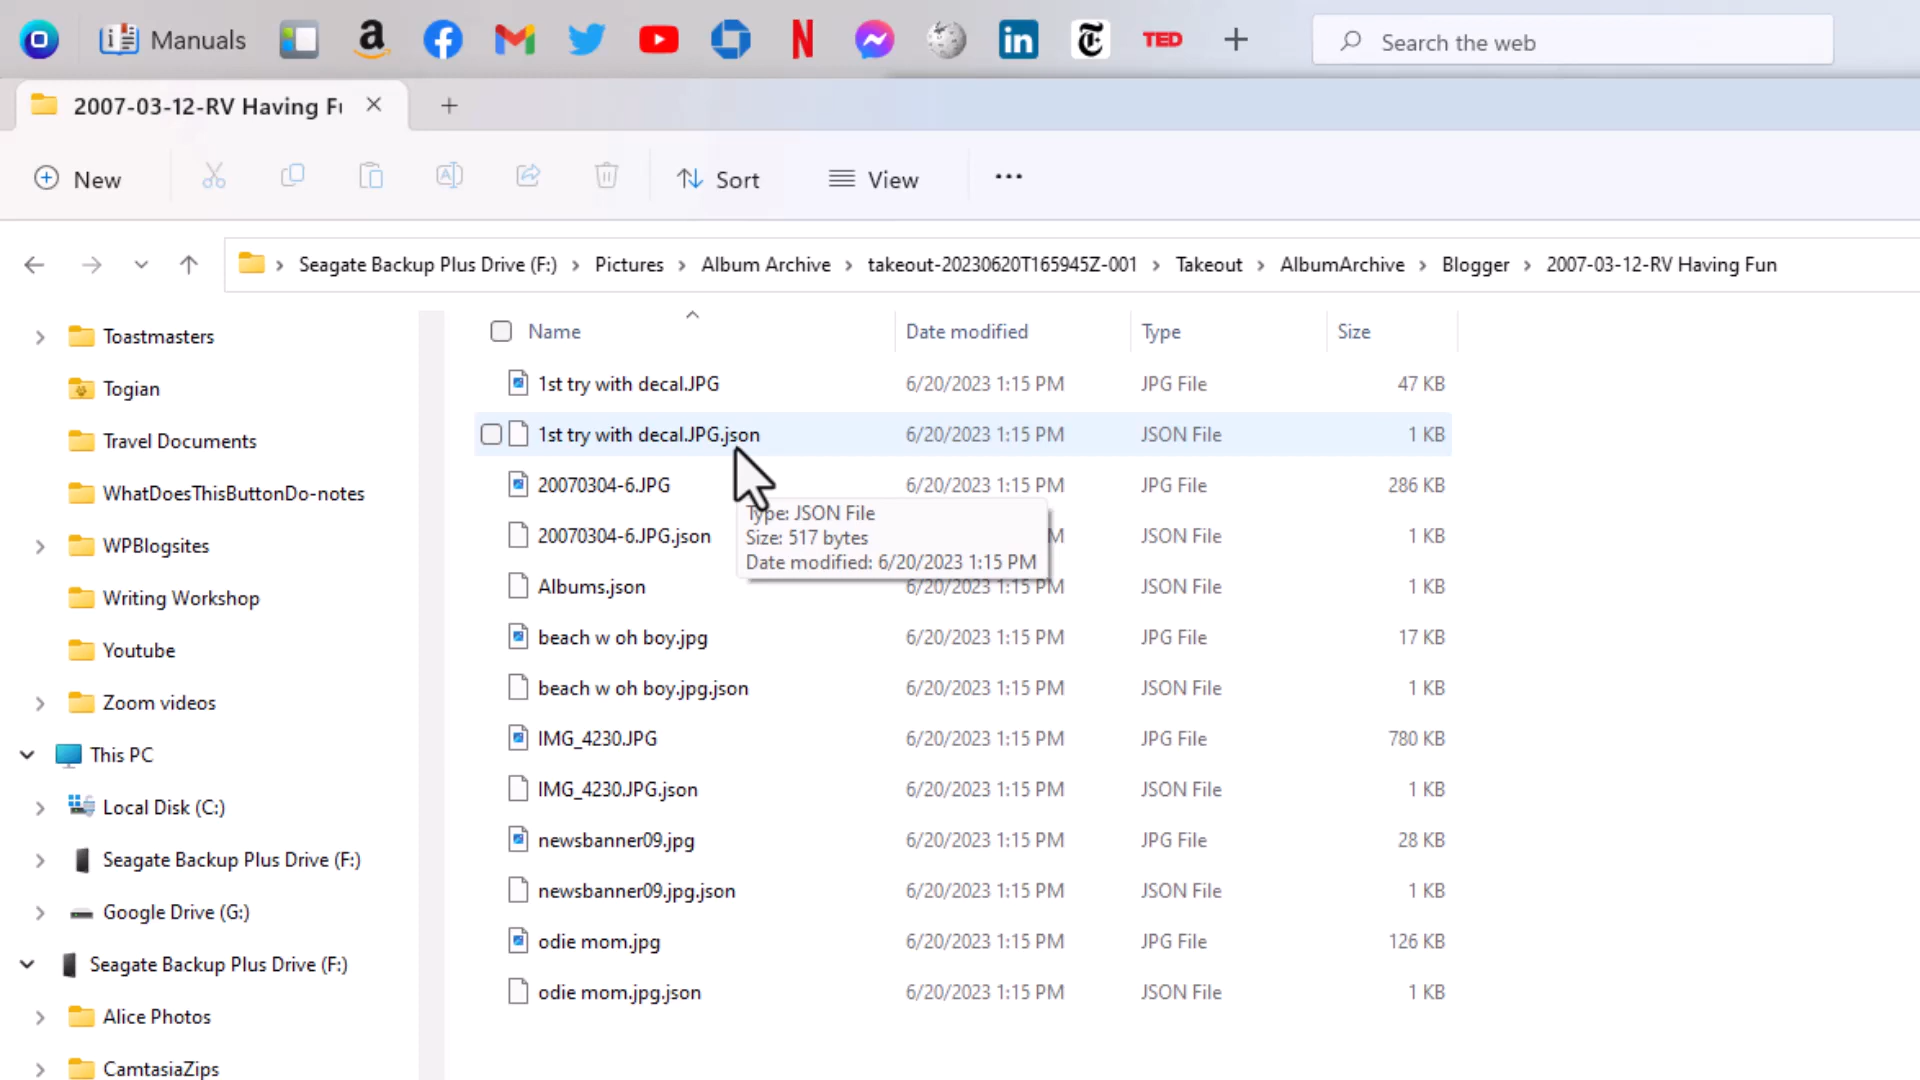 Manuals
a
in
T
TED
Search the web
2007-03-12-RV Having Fu
New
Sort
View
Seagate Backup Plus Drive (F:) > Pictures > Album Archive > takeout-20230620T165945Z-001 > Takeout > AlbumArchive > Blogger > 2007-03-12-RV Having Fun
Toastmasters
Togian
Travel Documents
WhatDoesThisButtonDo-notes
WPBlogsites
Writing Workshop
Youtube
Zoom videos
This PC
Local Disk (C:)
Seagate Backup Plus Drive (F:)
Google Drive (G:)
Seagate Backup Plus Drive (F:)
Alice Photos
CamtasiaZips
Name Date modified Type Size
1st try with decal.JPG 6/20/2023 1:15 PM JPG File 47 KB
1st try with decal.JPG.json 6/20/2023 1:15 PM JSON File 1 KB
20070304-6.JPG 6/20/2023 1:15 PM JPG File 286 KB
20070304-6.JPG.json M JSON File 1 KB
Albums.json 6/20/2023 1:15 PM JSON File 1 KB
beach w oh boy.jpg 6/20/2023 1:15 PM JPG File 17 KB
beach w oh boy.jpg.json 6/20/2023 1:15 PM JSON File 1 KB
IMG_4230.JPG 6/20/2023 1:15 PM JPG File 780 KB
IMG_4230.JPG.json 6/20/2023 1:15 PM JSON File 1 KB
newsbanner09.jpg 6/20/2023 1:15 PM JPG File 28 KB
newsbanner09.jpg.json 6/20/2023 1:15 PM JSON File 1 KB
odie mom.jpg 6/20/2023 1:15 PM JPG File 126 KB
odie mom.jpg.json 6/20/2023 1:15 PM JSON File 1 KB
Type: JSON File
Size: 517 bytes
Date modified: 6/20/2023 1:15 PM